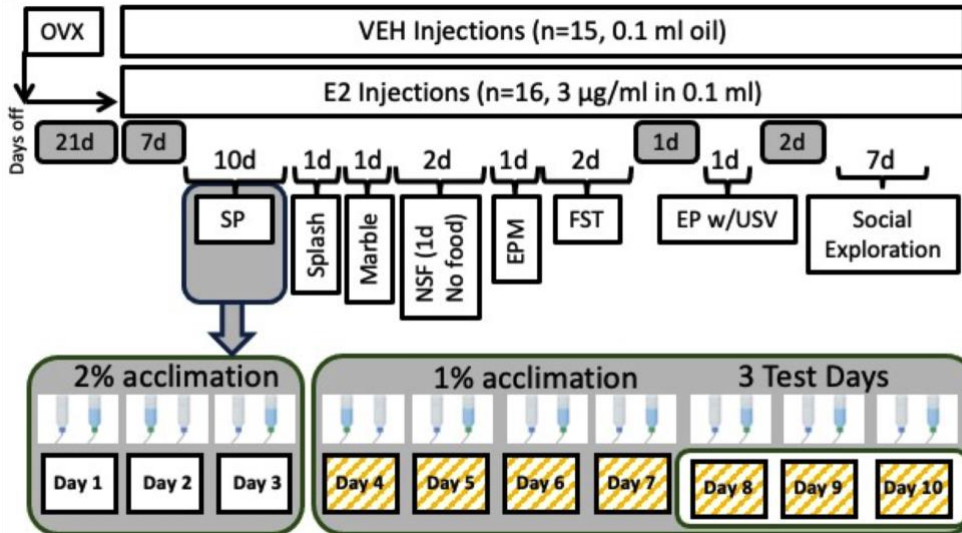 OVX
VEH Injections (n=15, 0.1 ml oil)
E2 Injections (n=16, 3 µg/ml in 0.1 ml)
Days off
21d
7d
10d
1d
1d
2d
1d
2d
1d
1d
2d
7d
SP
Splash
Marble
NSF (1d
No food)
EPM
FST
EP w/USV
Social
Exploration
2% acclimation
1% acclimation
3 Test Days
Day 1
Day 2
Day 3
Day 4
Day 5
Day 6
Day 7
Day 8
Day 9
Day 10